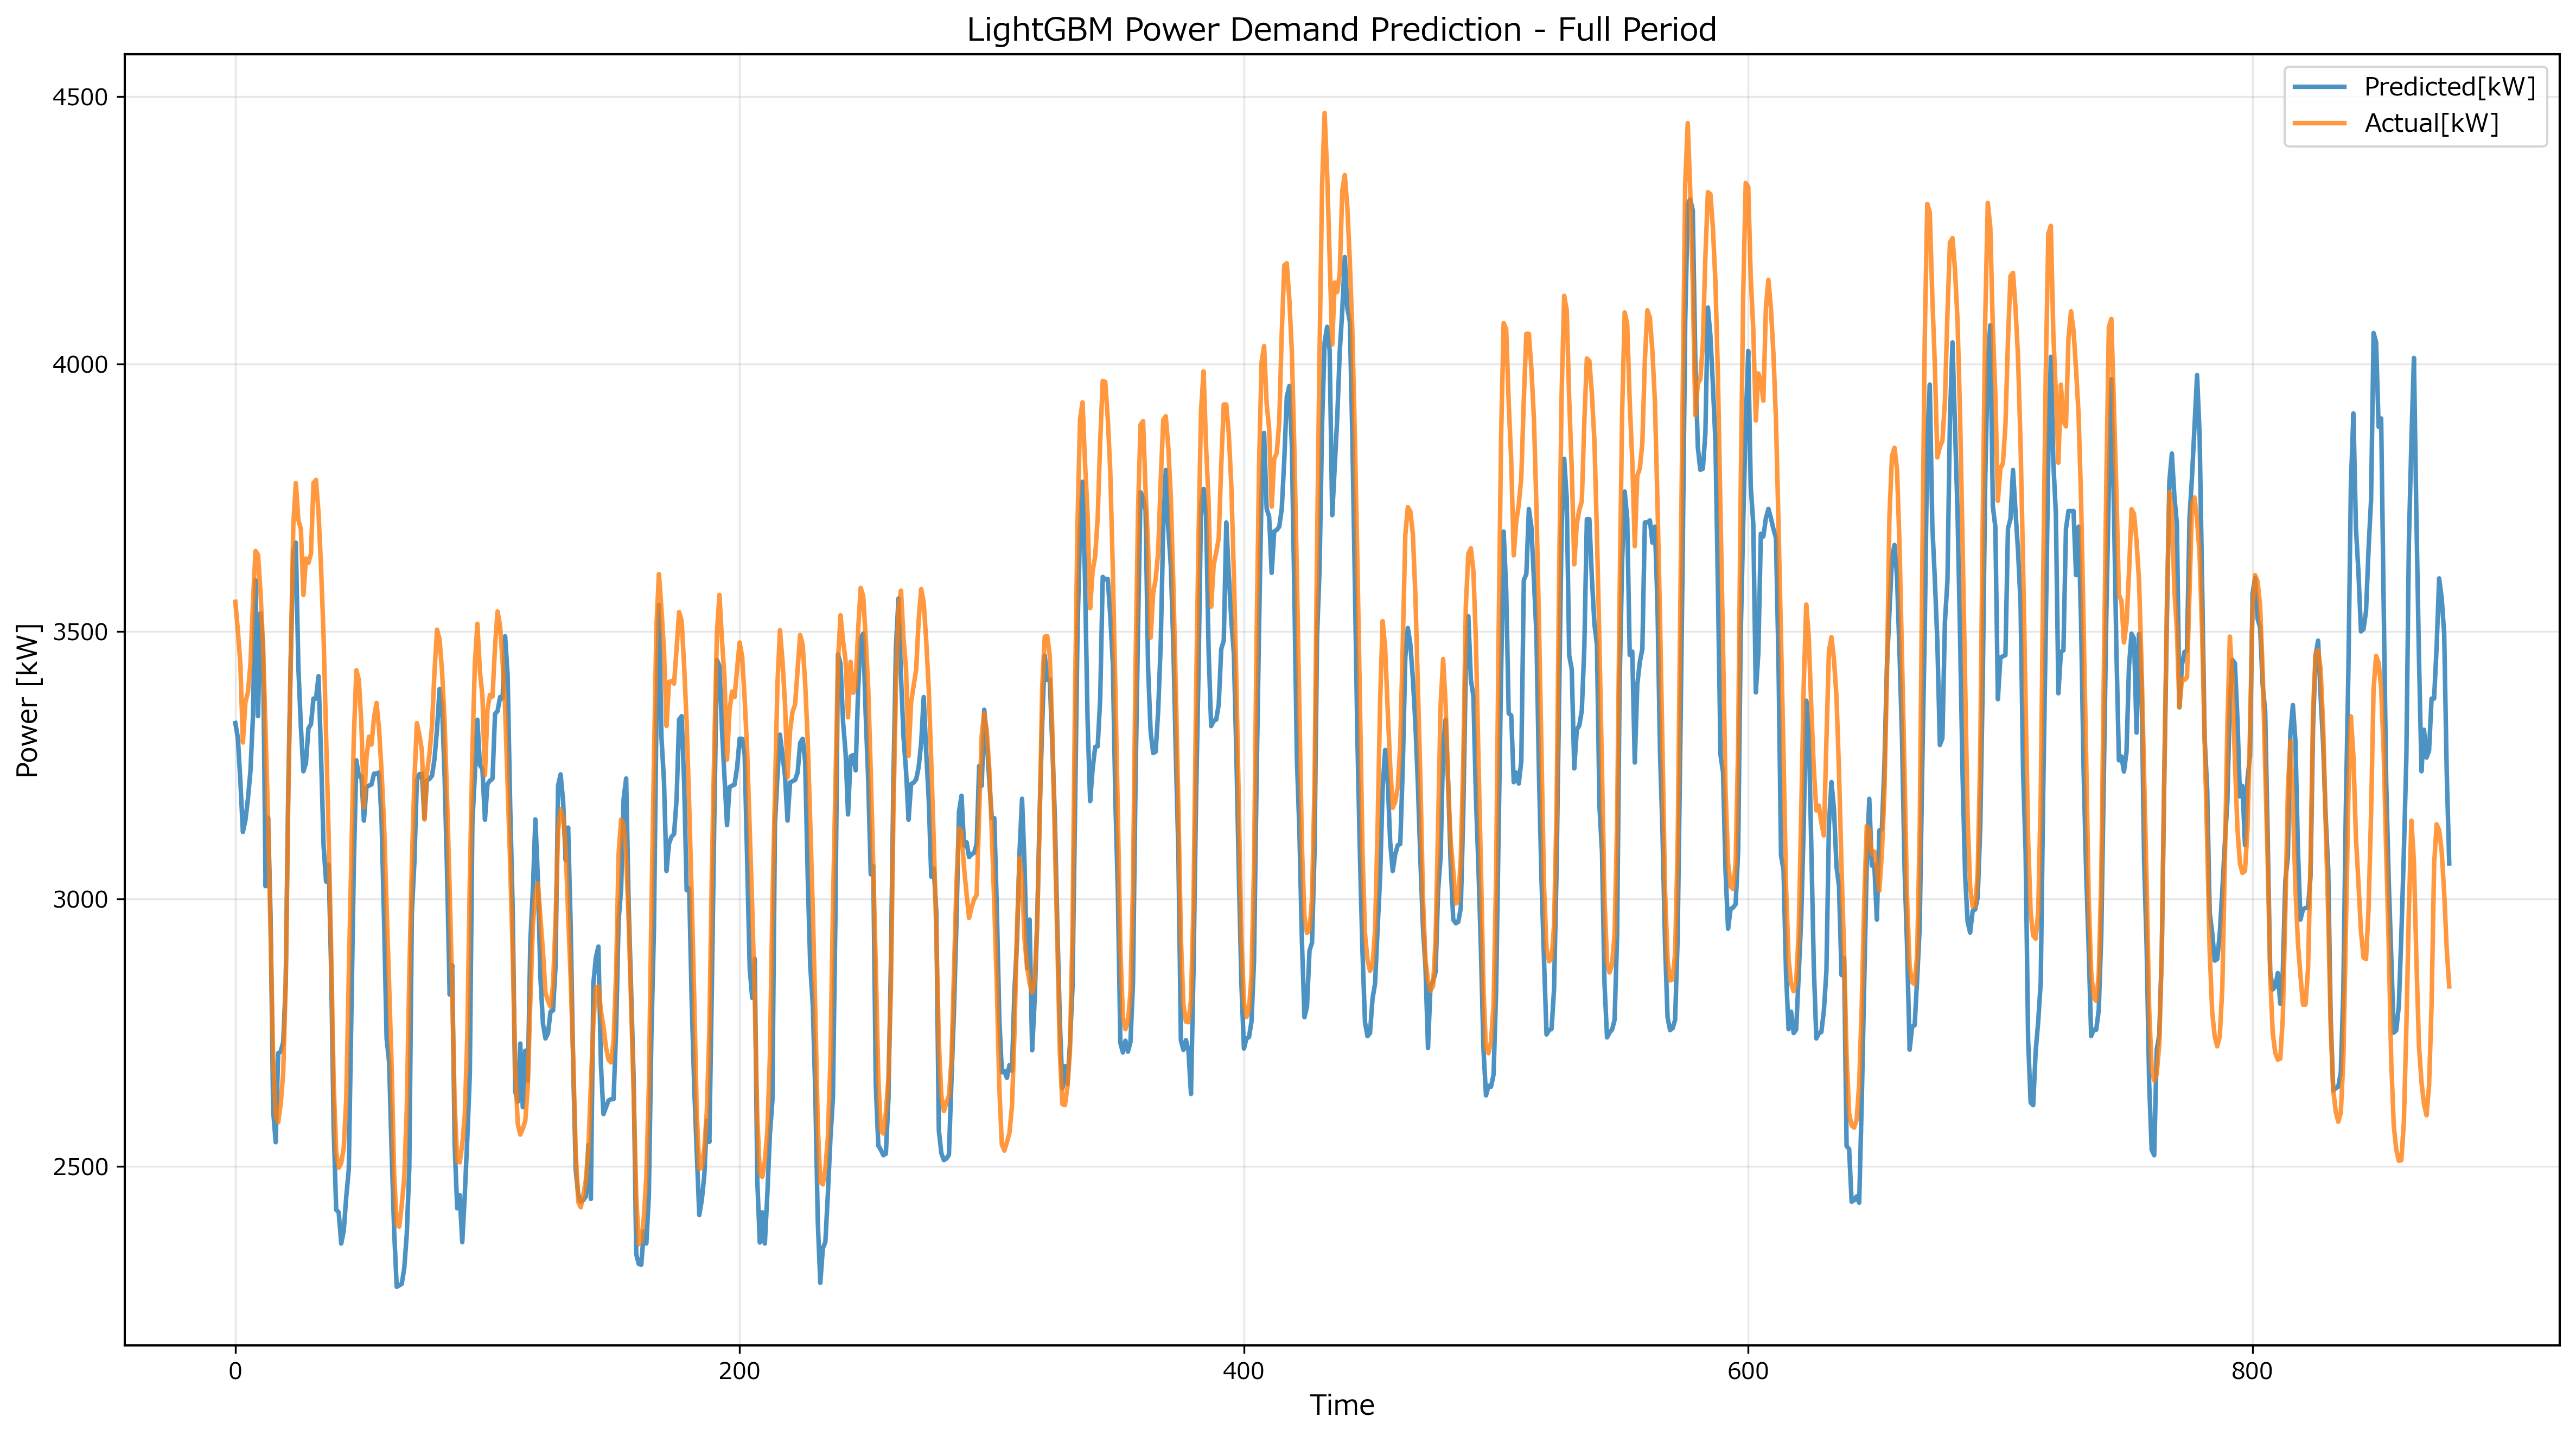 LightGBM Power Demand Prediction - Full Period
Predicted[kW]
Actual[kW]
Power [kW]
4500
4000
3500
3000
2500
0
200
400
600
800
Time